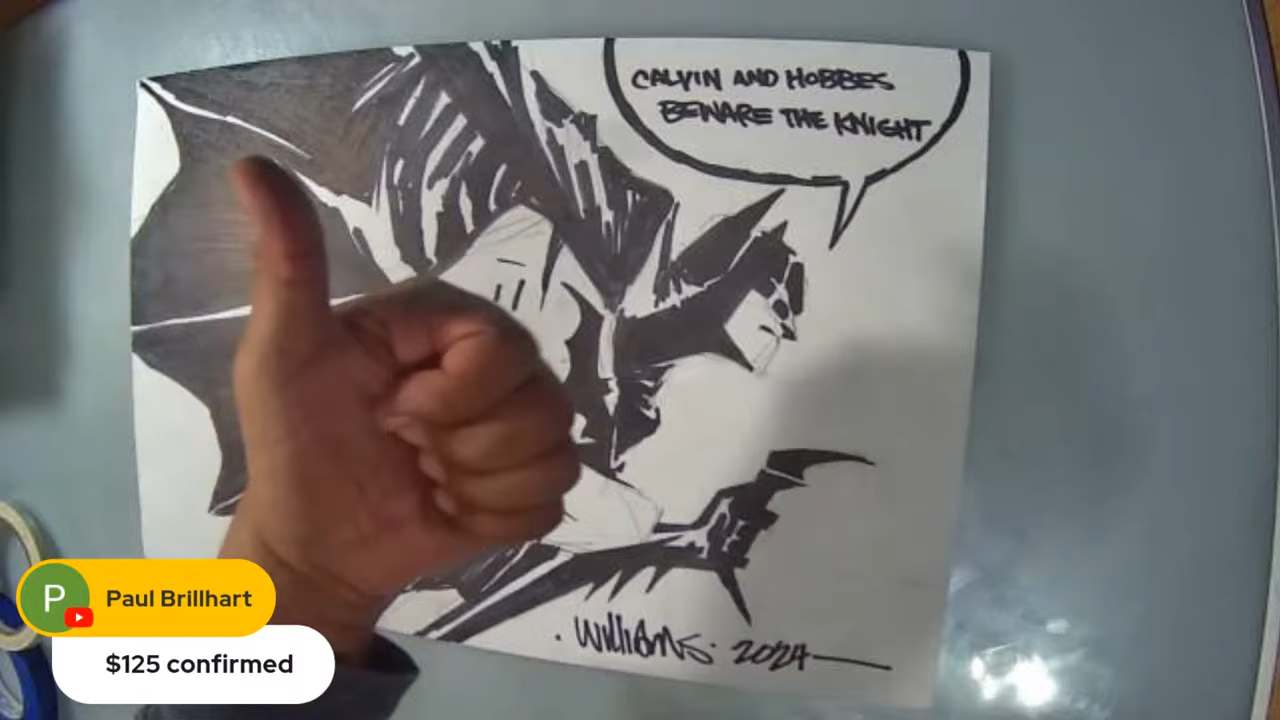 CALVIN AND HOBBES
BEWARE THE KNIGHT
P
Paul Brillhart
$125 confirmed
.WilliAMS. 2024